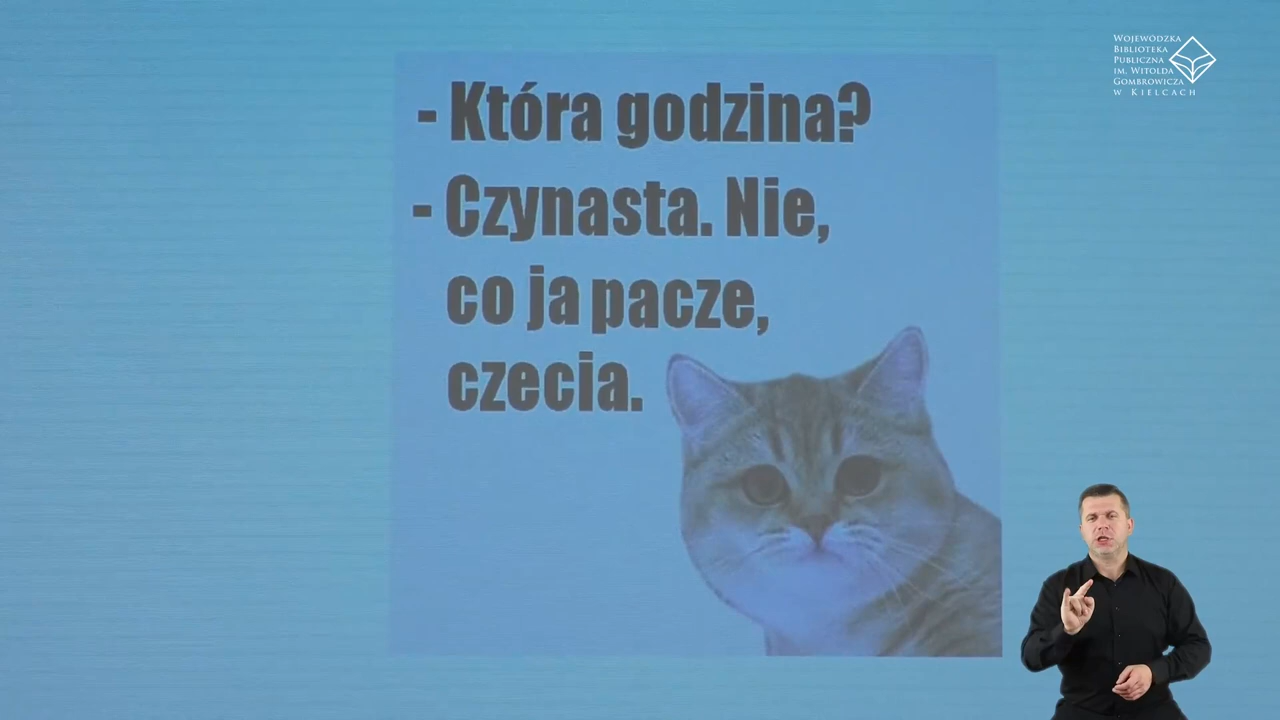 - Która godzina?
- Czynasta. Nie,
co ja pacze,
czecia.
WOJEWÓDZKA
BIBLIOTEKA
PUBLICZNA
IM. WITOLDA
GOMBROWICZA
W KIELCACH